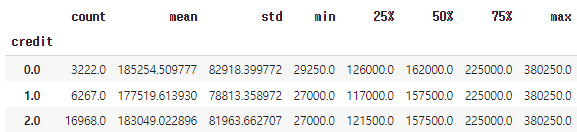 count mean std min 25% 50% 75% max
credit
0.0 3222.0 185254.509777 82918.399772 29250.0 126000.0 162000.0 225000.0 380250.0
1.0 6267.0 177519.613930 78813.358972 27000.0 117000.0 157500.0 225000.0 380250.0
2.0 16968.0 183049.022896 81963.662707 27000.0 121500.0 157500.0 225000.0 380250.0